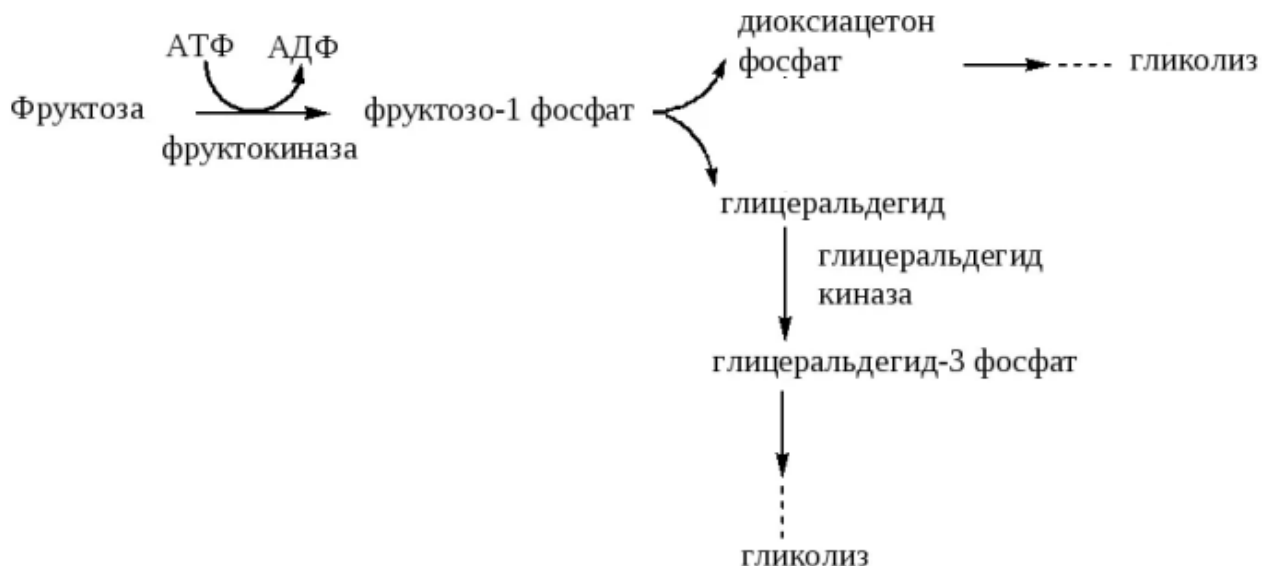 АТФ АДФ
Фруктоза
фруктокиназа
фруктозо-1 фосфат
диоксиацетон
фосфат
гликолиз
глицеральдегид
глицеральдегид
киназа
глицеральдегид-3 фосфат
гликолиз